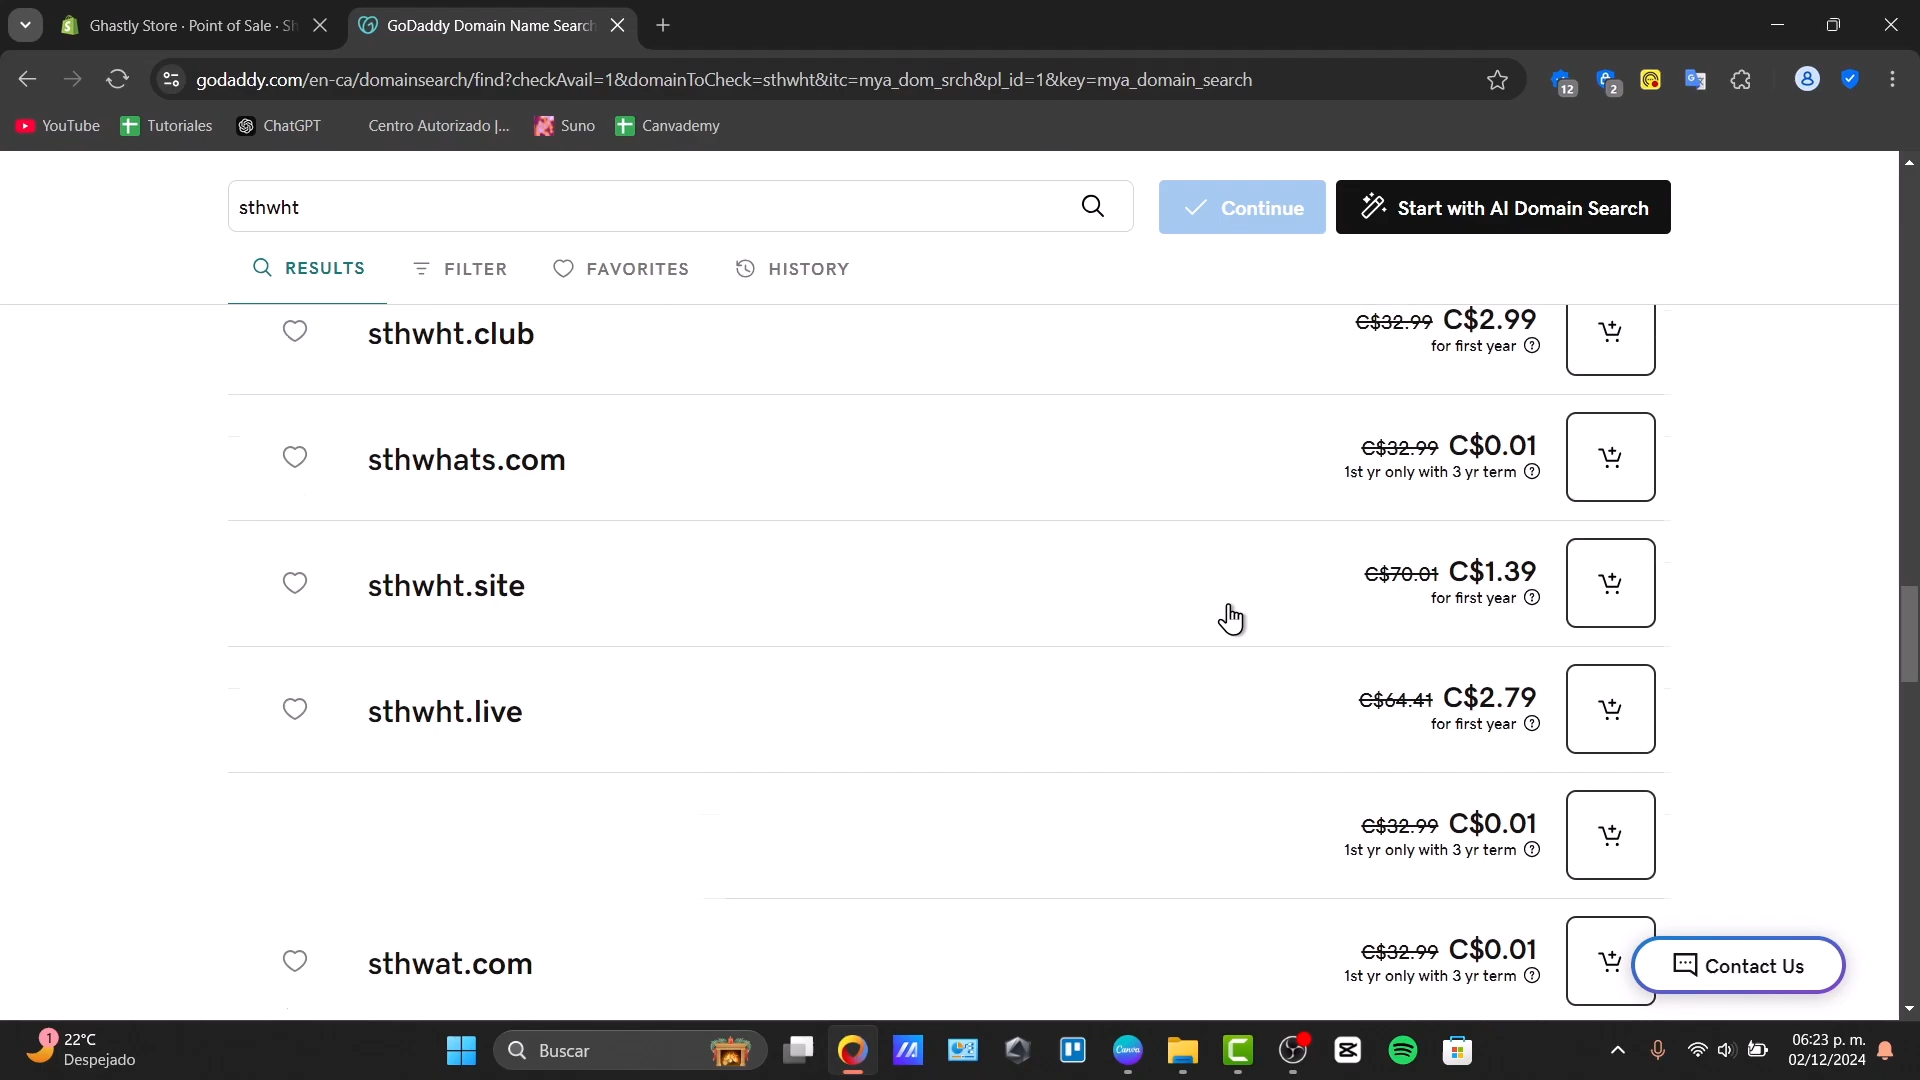 Ghastly Store · Point of Sale · Sh
GoDaddy Domain Name Search
godaddy.com/en-ca/domainsearch/find?checkAvail=1&domainToCheck=sthwht&itc=mya_dom_srch&pl_id=1&key=mya_domain_search
12
2
YouTube
Tutoriales
ChatGPT
Centro Autorizado |...
Suno
Canvademy
sthwht
Continue
Start with AI Domain Search
RESULTS
FILTER
FAVORITES
HISTORY
sthwht.club
C$32.99 C$2.99
for first year
sthwhats.com
C$32.99 C$0.01
1st yr only with 3 yr term
sthwht.site
C$70.01 C$1.39
for first year
sthwht.live
C$64.41 C$2.79
for first year
C$32.99 C$0.01
1st yr only with 3 yr term
sthwat.com
C$32.99 C$0.01
1st yr only with 3 yr term
Contact Us
1
22°C
Despejado
Buscar
Canva
06:23 p. m.
02/12/2024